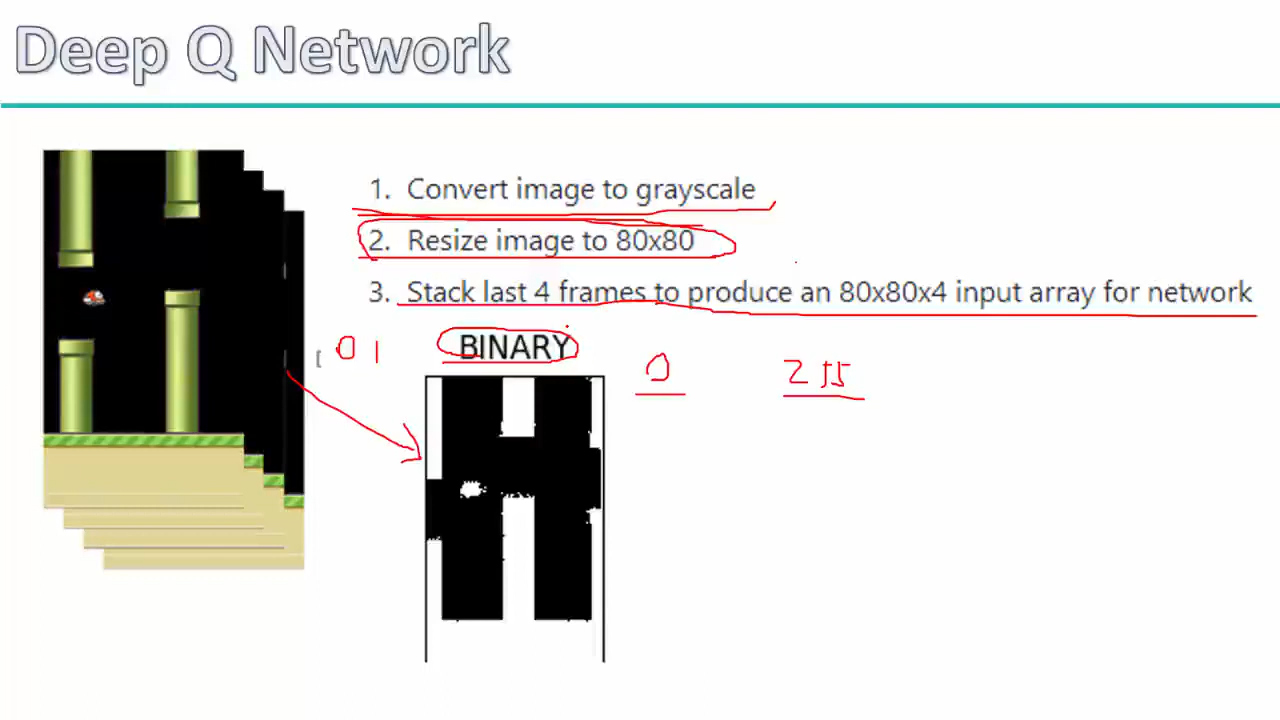 Deep Q Network
1. Convert image to grayscale
2. Resize image to 80x80
3. Stack last 4 frames to produce an 80x80x4 input array for network
0 1
BINARY
0 255